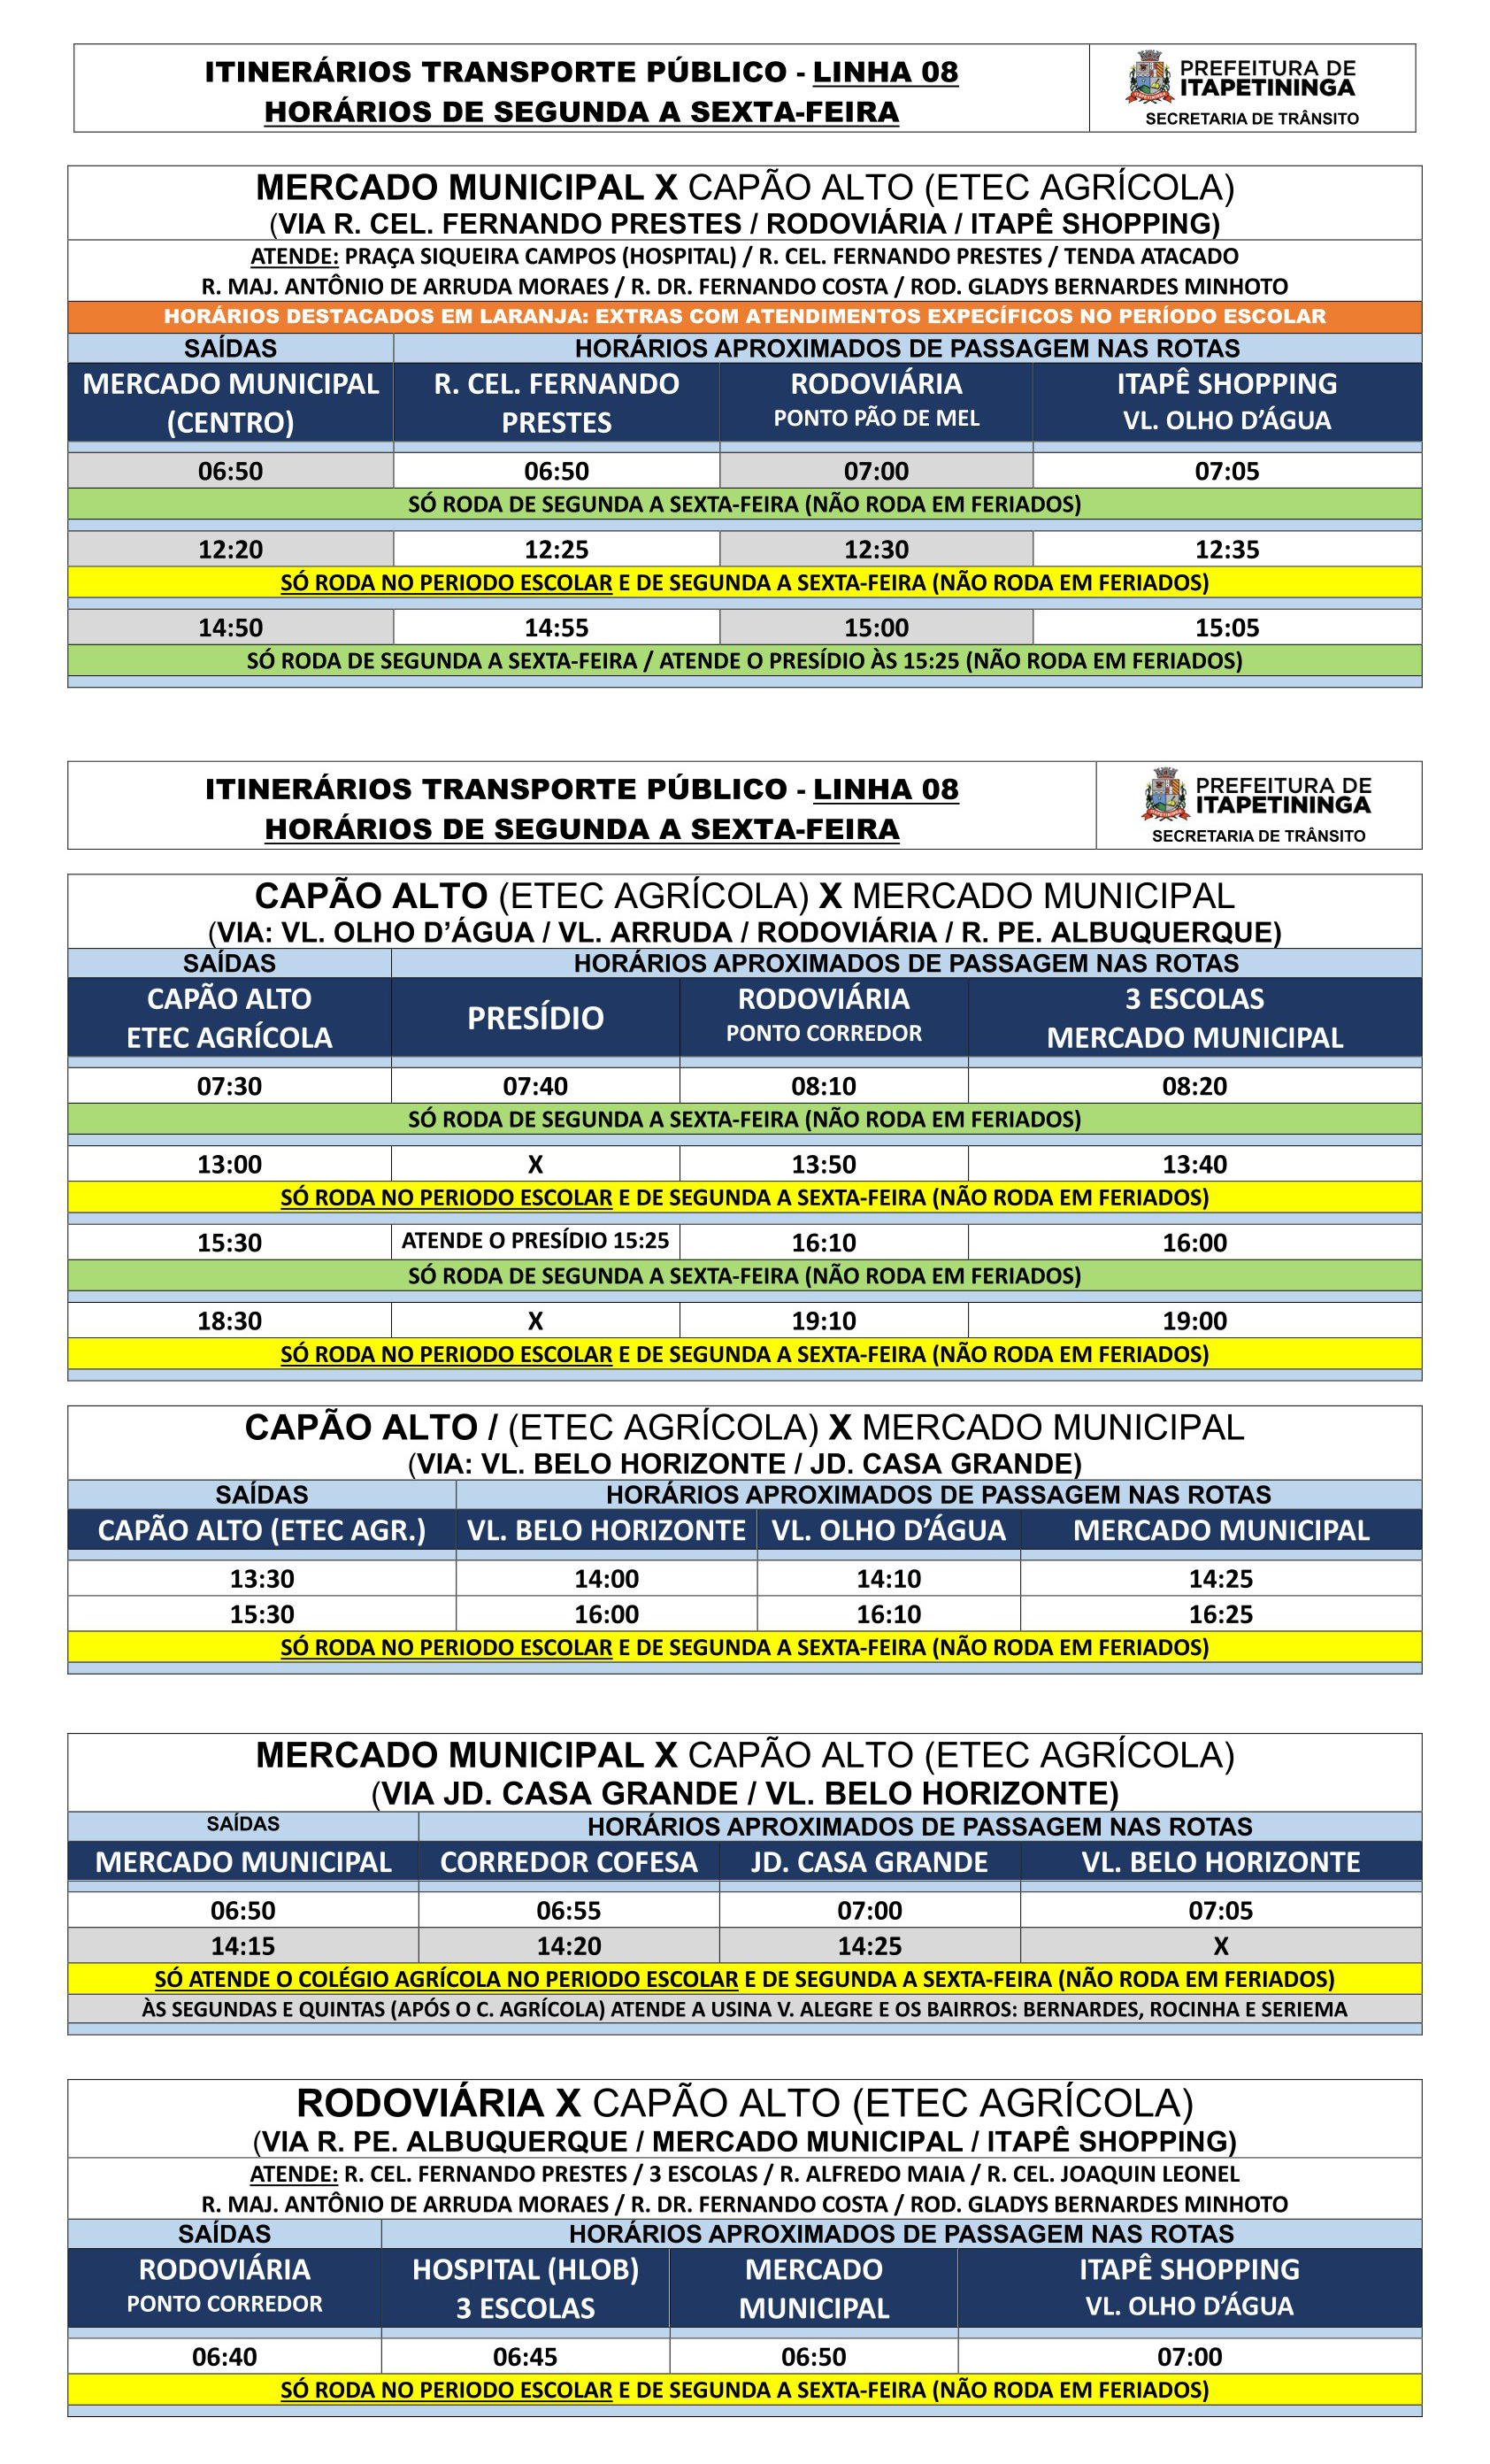 ITINERÁRIOS TRANSPORTE PÚBLICO - LINHA 08
HORÁRIOS DE SEGUNDA A SEXTA-FEIRA
PREFEITURA DE
ITAPETININGA
SECRETARIA DE TRÂNSITO
MERCADO MUNICIPAL X CAPÃO ALTO (ETEC AGRÍCOLA)
(VIA R. CEL. FERNANDO PRESTES / RODOVIÁRIA / ITAPÊ SHOPPING)
ATENDE: PRAÇA SIQUEIRA CAMPOS (HOSPITAL) / R. CEL. FERNANDO PRESTES / TENDA ATACADO
R. MAJ. ANTÔNIO DE ARRUDA MORAES / R. DR. FERNANDO COSTA / ROD. GLADYS BERNARDES MINHOTO
HORÁRIOS DESTACADOS EM LARANJA: EXTRAS COM ATENDIMENTOS EXPECÍFICOS NO PERÍODO ESCOLAR
SAÍDAS HORÁRIOS APROXIMADOS DE PASSAGEM NAS ROTAS
MERCADO MUNICIPAL R. CEL. FERNANDO RODOVIÁRIA ITAPÊ SHOPPING
(CENTRO) PRESTES PONTO PÃO DE MEL VL. OLHO D’ÁGUA
06:50 06:50 07:00 07:05
SÓ RODA DE SEGUNDA A SEXTA-FEIRA (NÃO RODA EM FERIADOS)
12:20 12:25 12:30 12:35
SÓ RODA NO PERIODO ESCOLAR E DE SEGUNDA A SEXTA-FEIRA (NÃO RODA EM FERIADOS)
14:50 14:55 15:00 15:05
SÓ RODA DE SEGUNDA A SEXTA-FEIRA / ATENDE O PRESÍDIO ÀS 15:25 (NÃO RODA EM FERIADOS)
ITINERÁRIOS TRANSPORTE PÚBLICO - LINHA 08
HORÁRIOS DE SEGUNDA A SEXTA-FEIRA
PREFEITURA DE
ITAPETININGA
SECRETARIA DE TRÂNSITO
CAPÃO ALTO (ETEC AGRÍCOLA) X MERCADO MUNICIPAL
(VIA: VL. OLHO D’ÁGUA / VL. ARRUDA / RODOVIÁRIA / R. PE. ALBUQUERQUE)
SAÍDAS HORÁRIOS APROXIMADOS DE PASSAGEM NAS ROTAS
CAPÃO ALTO PRESÍDIO RODOVIÁRIA 3 ESCOLAS
ETEC AGRÍCOLA PONTO CORREDOR MERCADO MUNICIPAL
07:30 07:40 08:10 08:20
SÓ RODA DE SEGUNDA A SEXTA-FEIRA (NÃO RODA EM FERIADOS)
13:00 X 13:50 13:40
SÓ RODA NO PERIODO ESCOLAR E DE SEGUNDA A SEXTA-FEIRA (NÃO RODA EM FERIADOS)
15:30 ATENDE O PRESÍDIO 15:25 16:10 16:00
SÓ RODA DE SEGUNDA A SEXTA-FEIRA (NÃO RODA EM FERIADOS)
18:30 X 19:10 19:00
SÓ RODA NO PERIODO ESCOLAR E DE SEGUNDA A SEXTA-FEIRA (NÃO RODA EM FERIADOS)
CAPÃO ALTO / (ETEC AGRÍCOLA) X MERCADO MUNICIPAL
(VIA: VL. BELO HORIZONTE / JD. CASA GRANDE)
SAÍDAS HORÁRIOS APROXIMADOS DE PASSAGEM NAS ROTAS
CAPÃO ALTO (ETEC AGR.) VL. BELO HORIZONTE VL. OLHO D’ÁGUA MERCADO MUNICIPAL
13:30 14:00 14:10 14:25
15:30 16:00 16:10 16:25
SÓ RODA NO PERIODO ESCOLAR E DE SEGUNDA A SEXTA-FEIRA (NÃO RODA EM FERIADOS)
MERCADO MUNICIPAL X CAPÃO ALTO (ETEC AGRÍCOLA)
(VIA JD. CASA GRANDE / VL. BELO HORIZONTE)
SAÍDAS HORÁRIOS APROXIMADOS DE PASSAGEM NAS ROTAS
MERCADO MUNICIPAL CORREDOR COFESA JD. CASA GRANDE VL. BELO HORIZONTE
06:50 06:55 07:00 07:05
14:15 14:20 14:25 X
SÓ ATENDE O COLÉGIO AGRÍCOLA NO PERIODO ESCOLAR E DE SEGUNDA A SEXTA-FEIRA (NÃO RODA EM FERIADOS)
ÀS SEGUNDAS E QUINTAS (APÓS O C. AGRÍCOLA) ATENDE A USINA V. ALEGRE E OS BAIRROS: BERNARDES, ROCINHA E SERIEMA
RODOVIÁRIA X CAPÃO ALTO (ETEC AGRÍCOLA)
(VIA R. PE. ALBUQUERQUE / MERCADO MUNICIPAL / ITAPÊ SHOPPING)
ATENDE: R. CEL. FERNANDO PRESTES / 3 ESCOLAS / R. ALFREDO MAIA / R. CEL. JOAQUIN LEONEL
R. MAJ. ANTÔNIO DE ARRUDA MORAES / R. DR. FERNANDO COSTA / ROD. GLADYS BERNARDES MINHOTO
SAÍDAS HORÁRIOS APROXIMADOS DE PASSAGEM NAS ROTAS
RODOVIÁRIA HOSPITAL (HLOB) MERCADO ITAPÊ SHOPPING
PONTO CORREDOR 3 ESCOLAS MUNICIPAL VL. OLHO D’ÁGUA
06:40 06:45 06:50 07:00
SÓ RODA NO PERIODO ESCOLAR E DE SEGUNDA A SEXTA-FEIRA (NÃO RODA EM FERIADOS)